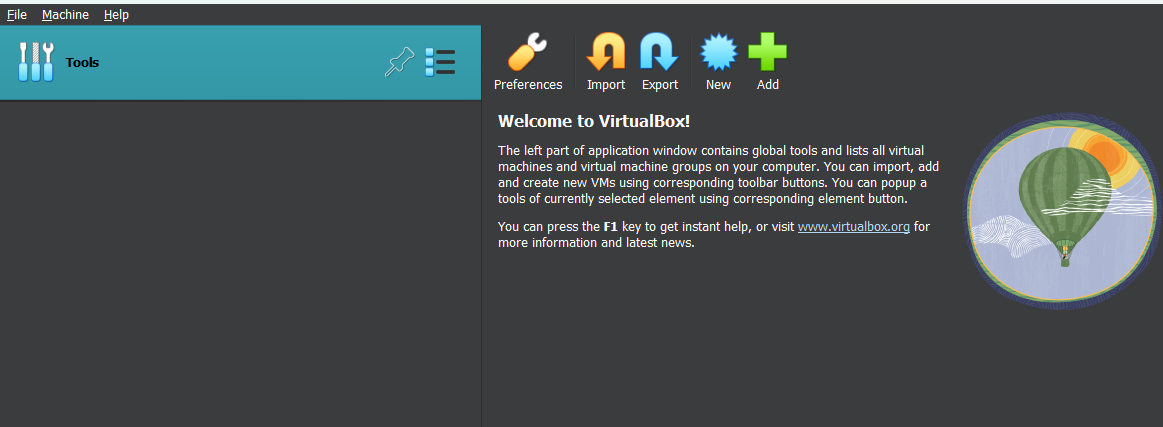 File Machine Help
Tools
Preferences Import Export New Add
Welcome to VirtualBox!
The left part of application window contains global tools and lists all virtual
machines and virtual machine groups on your computer. You can import, add
and create new VMs using corresponding toolbar buttons. You can popup a
tools of currently selected element using corresponding element button.
You can press the F1 key to get instant help, or visit www.virtualbox.org for
more information and latest news.